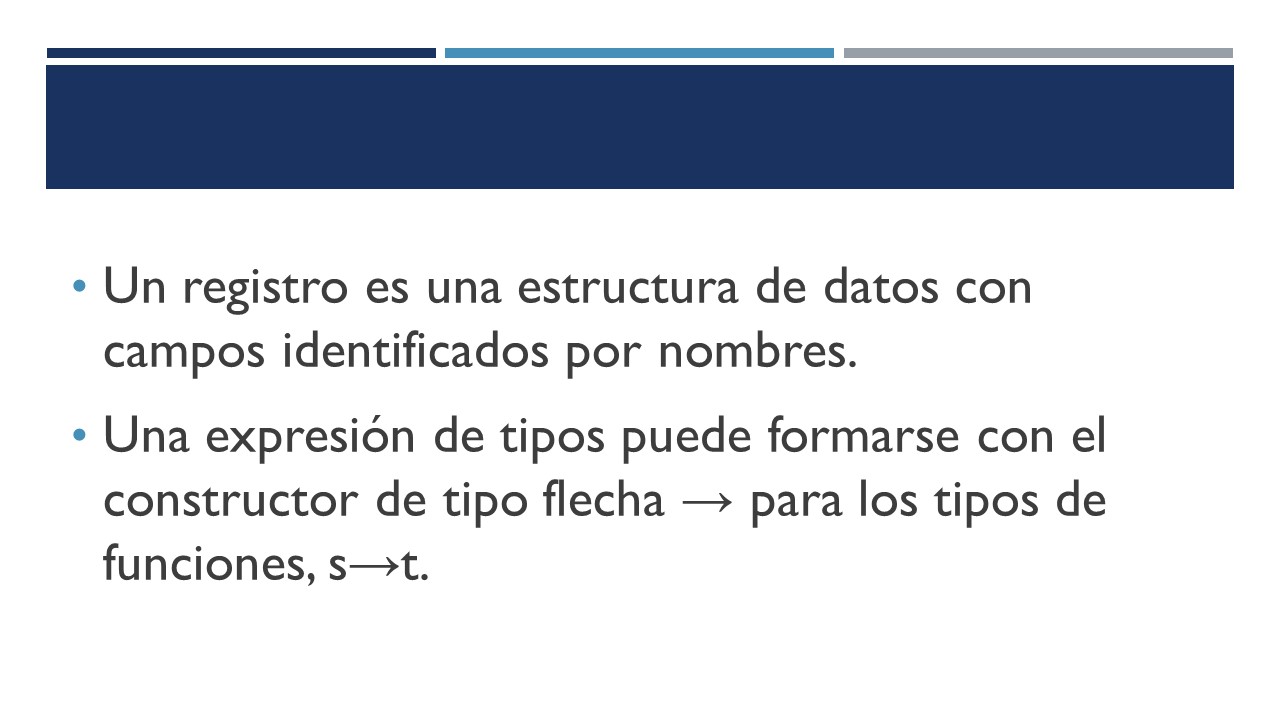 • Un registro es una estructura de datos con
campos identificados por nombres.
• Una expresión de tipos puede formarse con el
constructor de tipo flecha → para los tipos de
funciones, s→t.